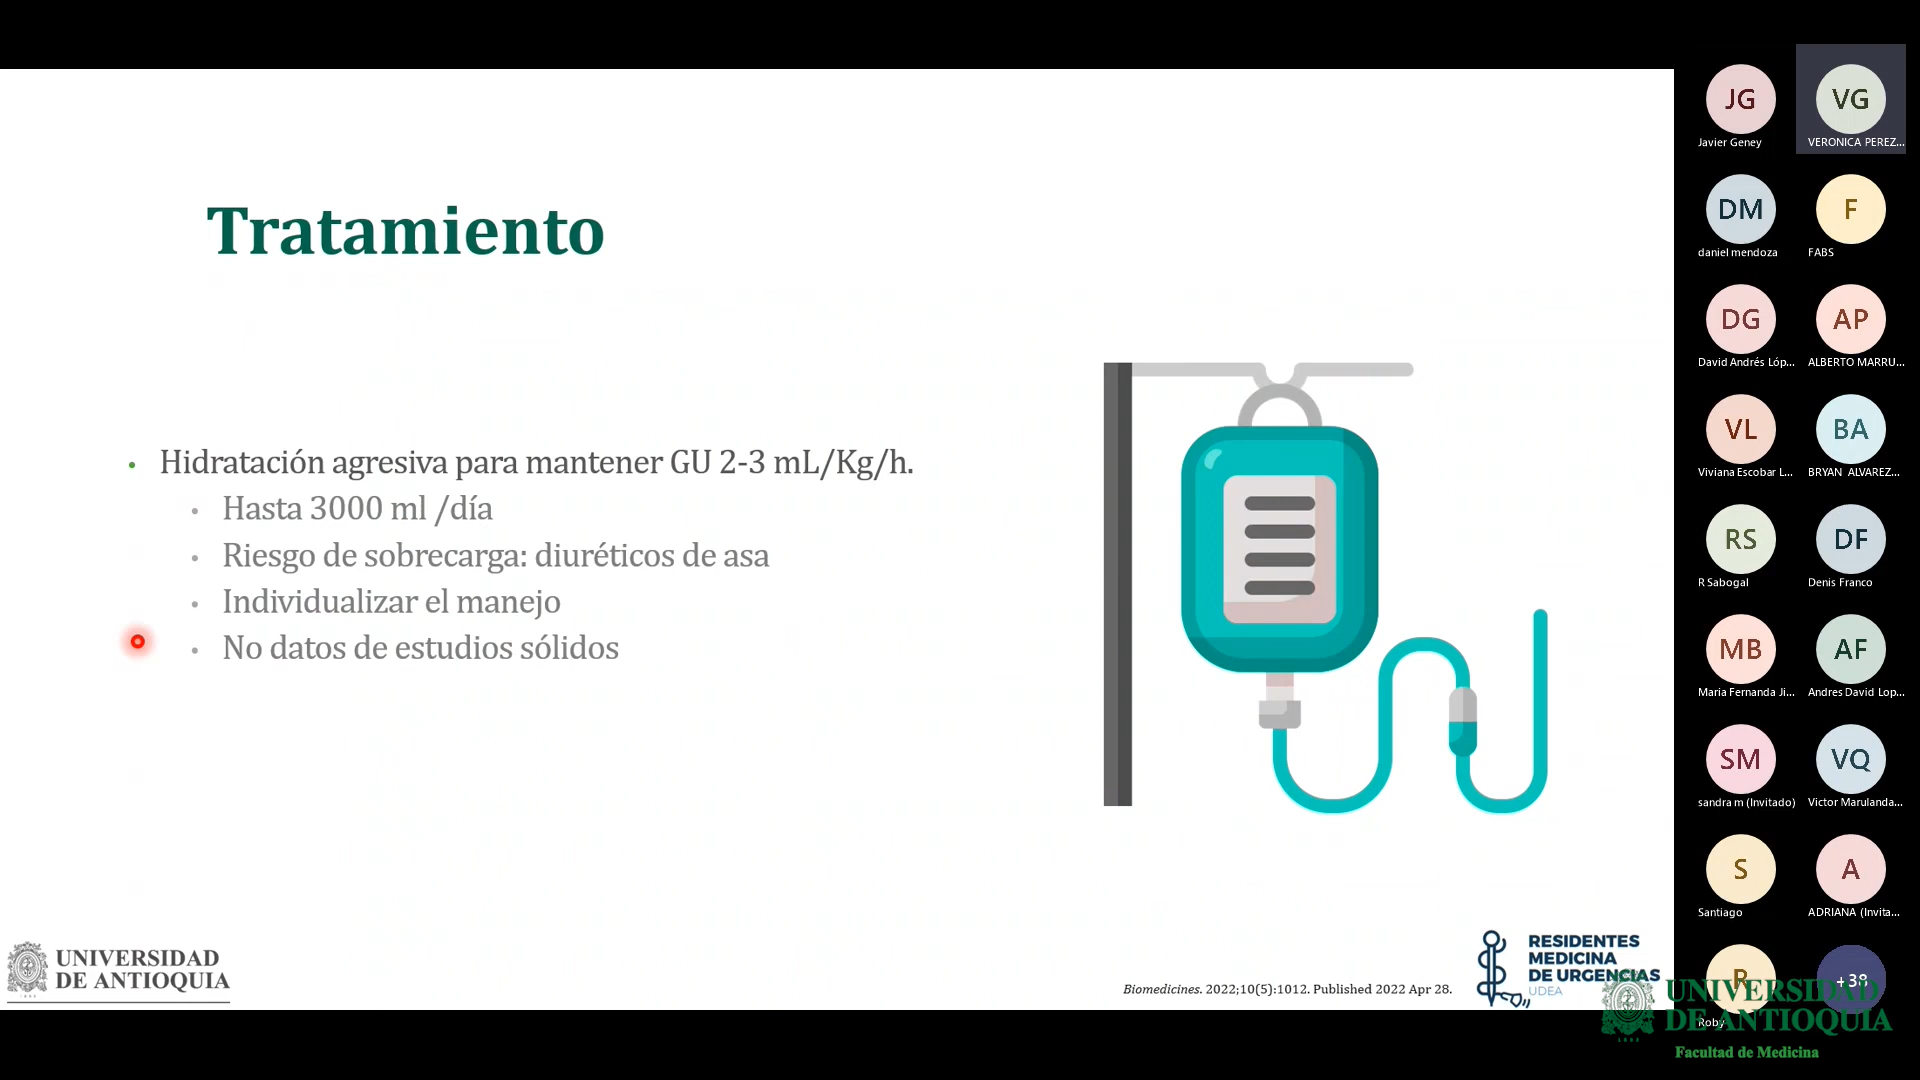 Tratamiento
• Hidratación agresiva para mantener GU 2-3 mL/Kg/h.
• Hasta 3000 ml /día
• Riesgo de sobrecarga: diuréticos de asa
• Individualizar el manejo
• No datos de estudios sólidos
UNIVERSIDAD
DE ANTIOQUIA
Biomedicines. 2022;10(5):1012. Published 2022 Apr 28.
RESIDENTES
MEDICINA
DE URGENCIAS
UDEA
JG
Javier Geney
VG
VERONICA PEREZ...
DM
daniel mendoza
F
FABS
DG
David Andrés Lóp...
AP
ALBERTO MARRU...
VL
Viviana Escobar L...
BA
BRYAN ALVAREZ...
RS
R Sabogal
DF
Denis Franco
MB
Maria Fernanda Ji...
AF
Andres David Lop...
SM
sandra m (Invitado)
VQ
Victor Marulanda...
S
Santiago
A
ADRIANA (Invita...
R
Roby
+38
UNIVERSIDAD
DE ANTIOQUIA
Facultad de Medicina